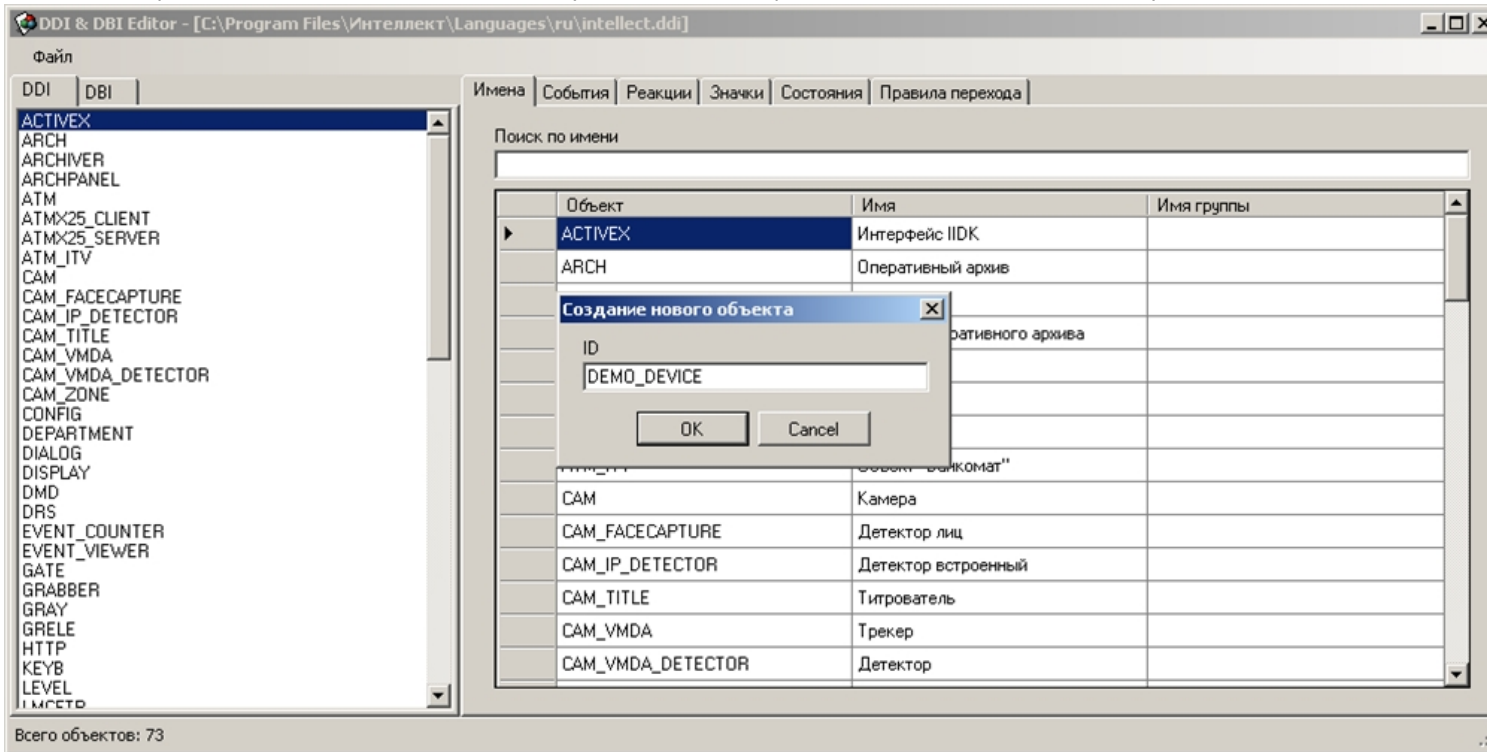 DDI & DBI Editor - [C:\Program Files\Интеллект\Languages\ru\intellect.ddi]
Файл
DDI DBI
ACTIVEX
ARCH
ARCHIVER
ARCHPANEL
ATM
ATMX25_CLIENT
ATMX25_SERVER
ATM_ITV
CAM
CAM_FACECAPTURE
CAM_IP_DETECTOR
CAM_TITLE
CAM_VMDA
CAM_VMDA_DETECTOR
CAM_ZONE
CONFIG
DEPARTMENT
DIALOG
DISPLAY
DMD
DRS
EVENT_COUNTER
EVENT_VIEWER
GATE
GRABBER
GRAY
GRELE
HTTP
KEYB
LEVEL
Имена События Реакции Значки Состояния Правила перехода
Поиск по имени
Объект Имя Имя группы
ACTIVEX Интерфейс IIDK
ARCH Оперативный архив
Создание нового объекта
ID
DEMO_DEVICE
OK Cancel
CAM Камера
CAM_FACECAPTURE Детектор лиц
CAM_IP_DETECTOR Детектор встроенный
CAM_TITLE Титрователь
CAM_VMDA Трекер
CAM_VMDA_DETECTOR Детектор
Всего объектов: 73